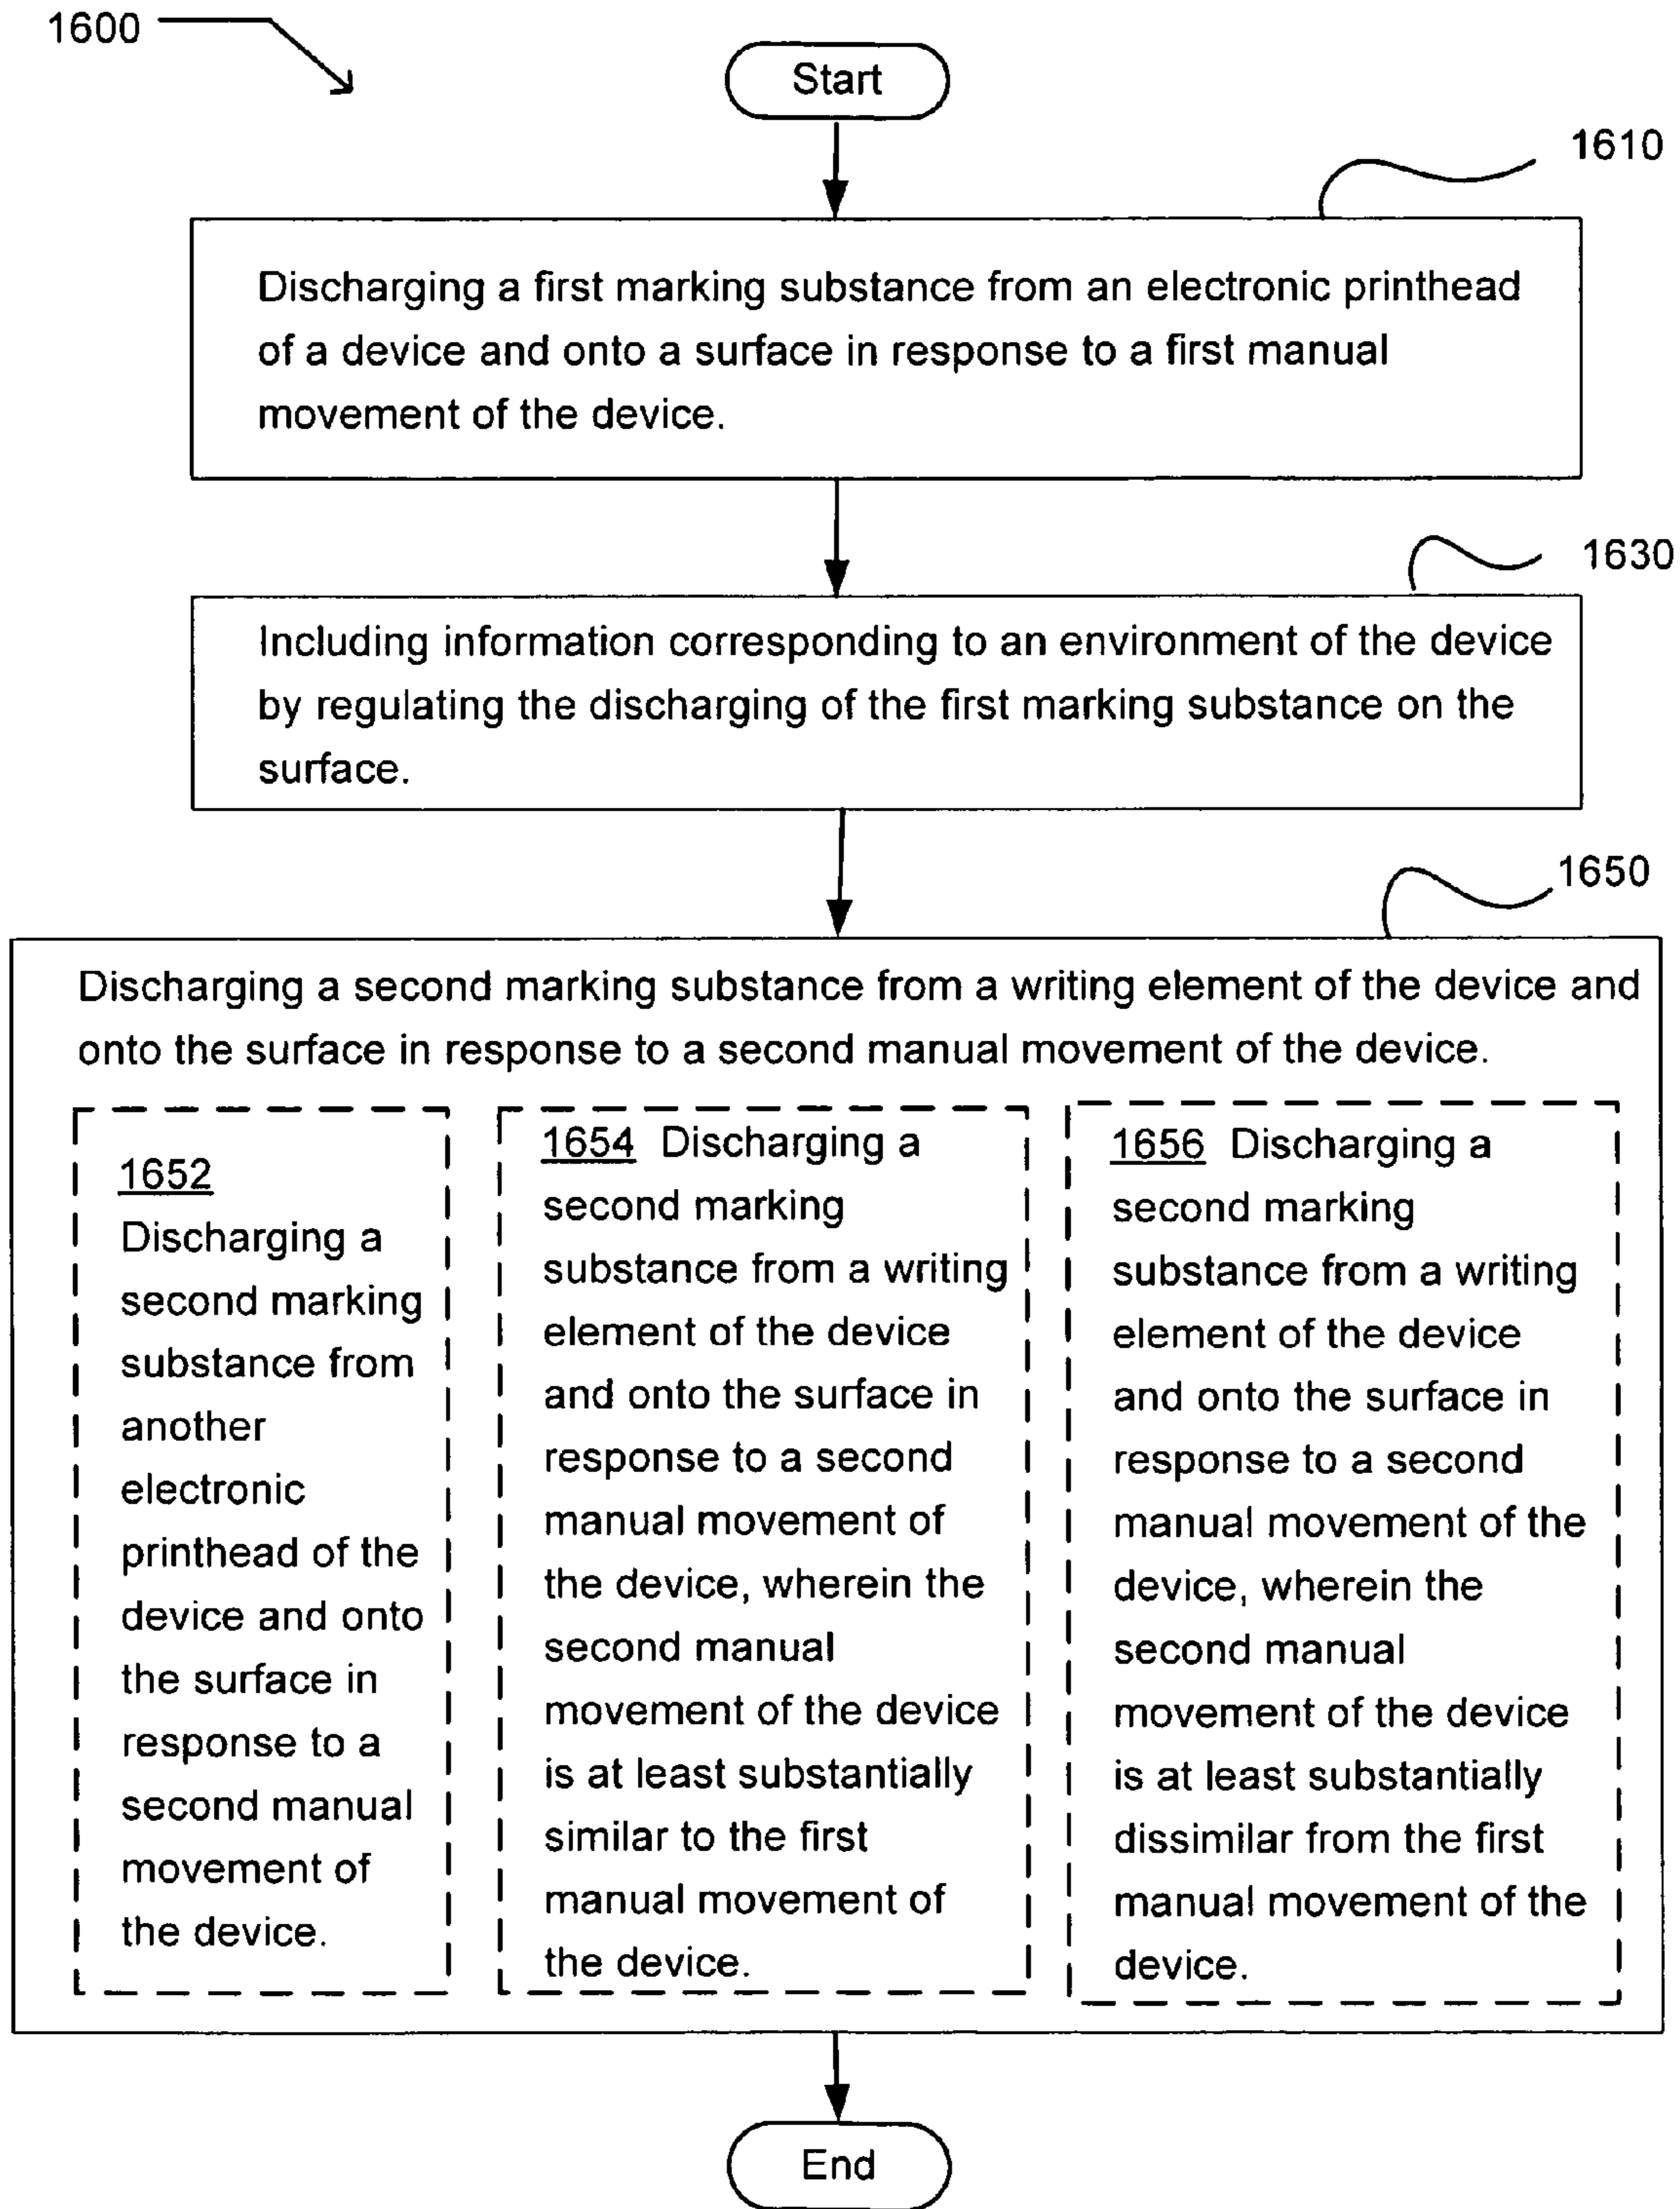 1600
Start
1610
Discharging a first marking substance from an electronic printhead
of a device and onto a surface in response to a first manual
movement of the device.
1630
Including information corresponding to an environment of the device
by regulating the discharging of the first marking substance on the
surface.
1650
Discharging a second marking substance from a writing element of the device and
onto the surface in response to a second manual movement of the device.
1652
Discharging a
second marking
substance from
another
electronic
printhead of the
device and onto
the surface in
response to a
second manual
movement of
the device.
1654 Discharging a
second marking
substance from a writing
element of the device
and onto the surface in
response to a second
manual movement of
the device, wherein the
second manual
movement of the device
is at least substantially
similar to the first
manual movement of
the device.
1656 Discharging a
second marking
substance from a writing
element of the device
and onto the surface in
response to a second
manual movement of the
device, wherein the
second manual
movement of the device
is at least substantially
dissimilar from the first
manual movement of the
device.
End